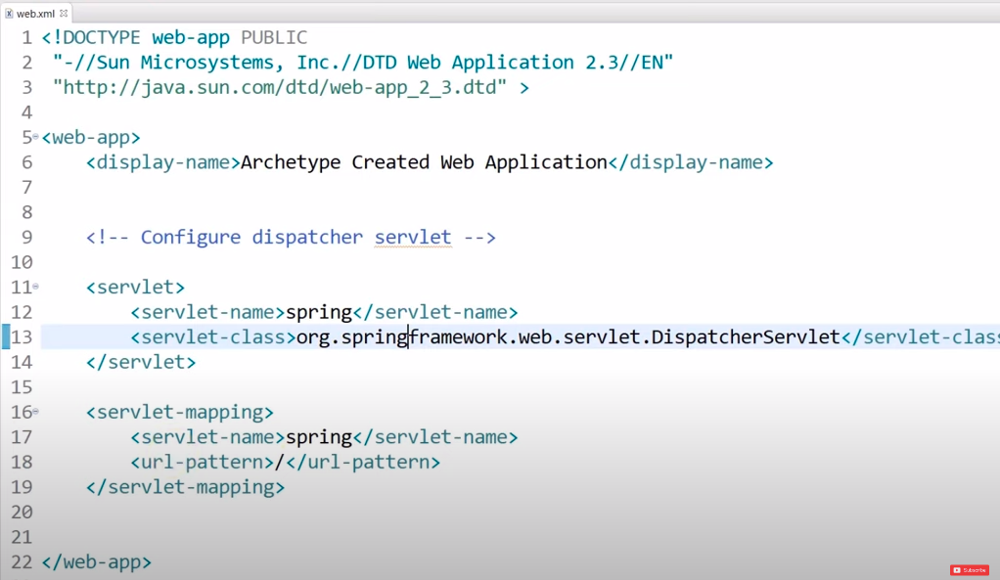 web.xml
1 <!DOCTYPE web-app PUBLIC
2 "-//Sun Microsystems, Inc.//DTD Web Application 2.3//EN"
3 "http://java.sun.com/dtd/web-app_2_3.dtd" >
4
5 <web-app>
6 <display-name>Archetype Created Web Application</display-name>
7
8
9 <!-- Configure dispatcher servlet -->
10
11 <servlet>
12 <servlet-name>spring</servlet-name>
13 <servlet-class>org.springframework.web.servlet.DispatcherServlet</servlet-clas
14 </servlet>
15
16 <servlet-mapping>
17 <servlet-name>spring</servlet-name>
18 <url-pattern>/</url-pattern>
19 </servlet-mapping>
20
21
22 </web-app>
Subscribe